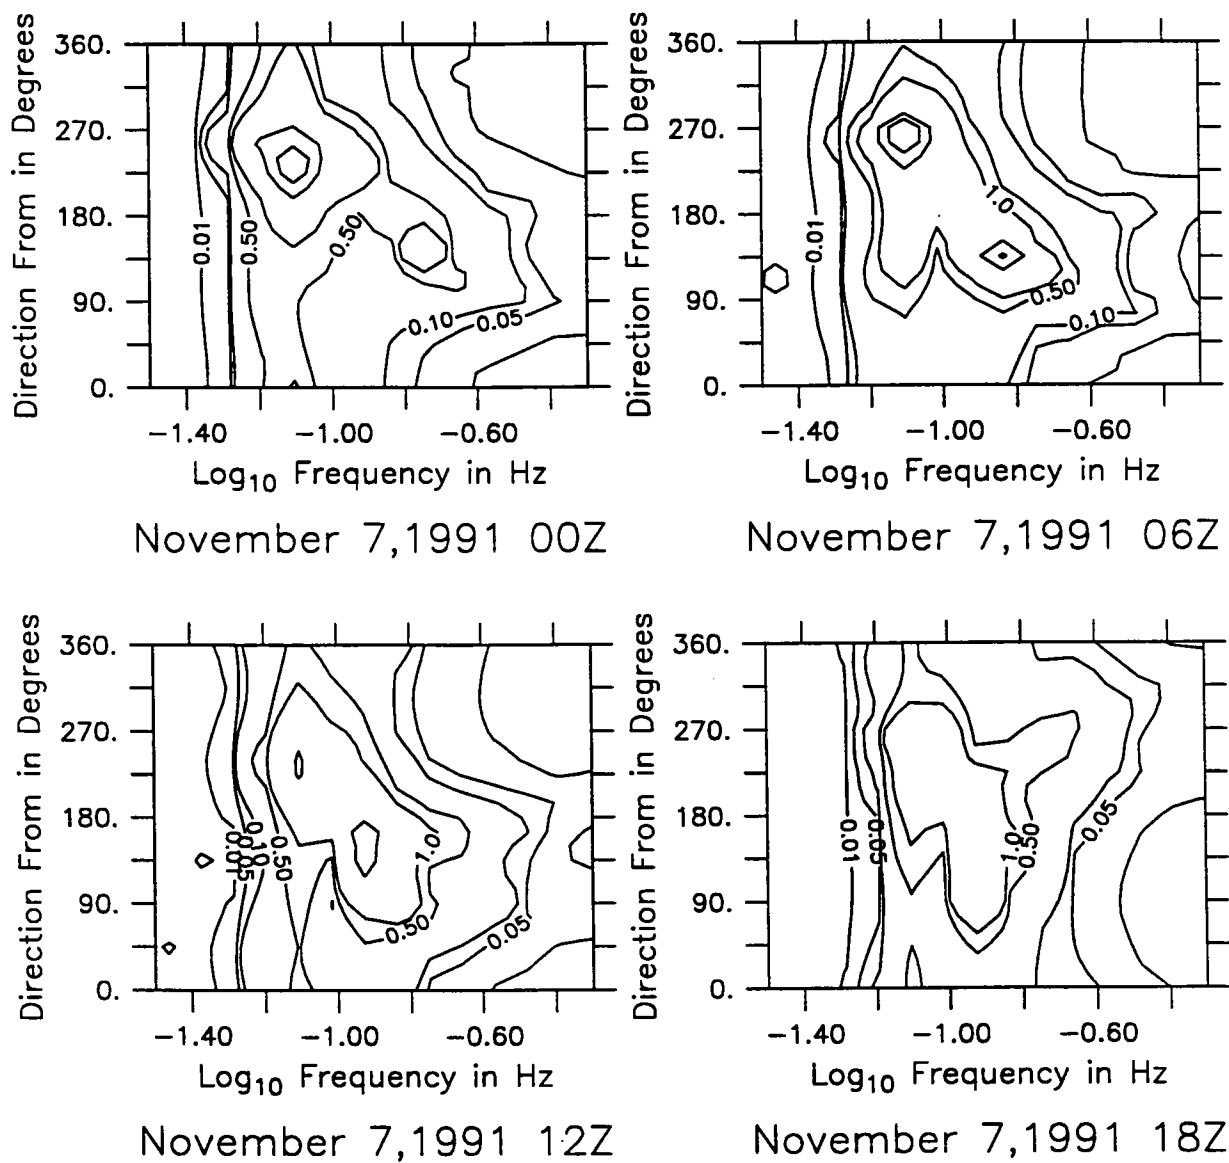 Direction From in Degrees
360.
270.
180.
90.
0.
0.01
0.50
0.50
0.10
0.05
−1.40 −1.00 −0.60
Log10 Frequency in Hz
November 7,1991 00Z
Direction From in Degrees
360.
270.
180.
90.
0.
0.01
1.0
0.50
0.10
−1.40 −1.00 −0.60
Log10 Frequency in Hz
November 7,1991 06Z
Direction From in Degrees
360.
270.
180.
90.
0.
0.01
0.05
0.10
0.50
1.0
0.50
0.05
−1.40 −1.00 −0.60
Log10 Frequency in Hz
November 7,1991 12Z
Direction From in Degrees
360.
270.
180.
90.
0.
0.01
0.05
1.0
0.50
0.05
−1.40 −1.00 −0.60
Log10 Frequency in Hz
November 7,1991 18Z